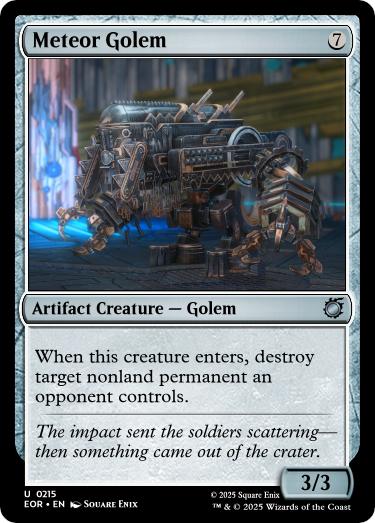 Meteor Golem 7
Artifact Creature — Golem
When this creature enters, destroy
target nonland permanent an
opponent controls.
The impact sent the soldiers scattering—
then something came out of the crater.
3/3
U 0215
EOR • EN SQUARE ENIX
© 2025 Square Enix
™ & © 2025 Wizards of the Coast